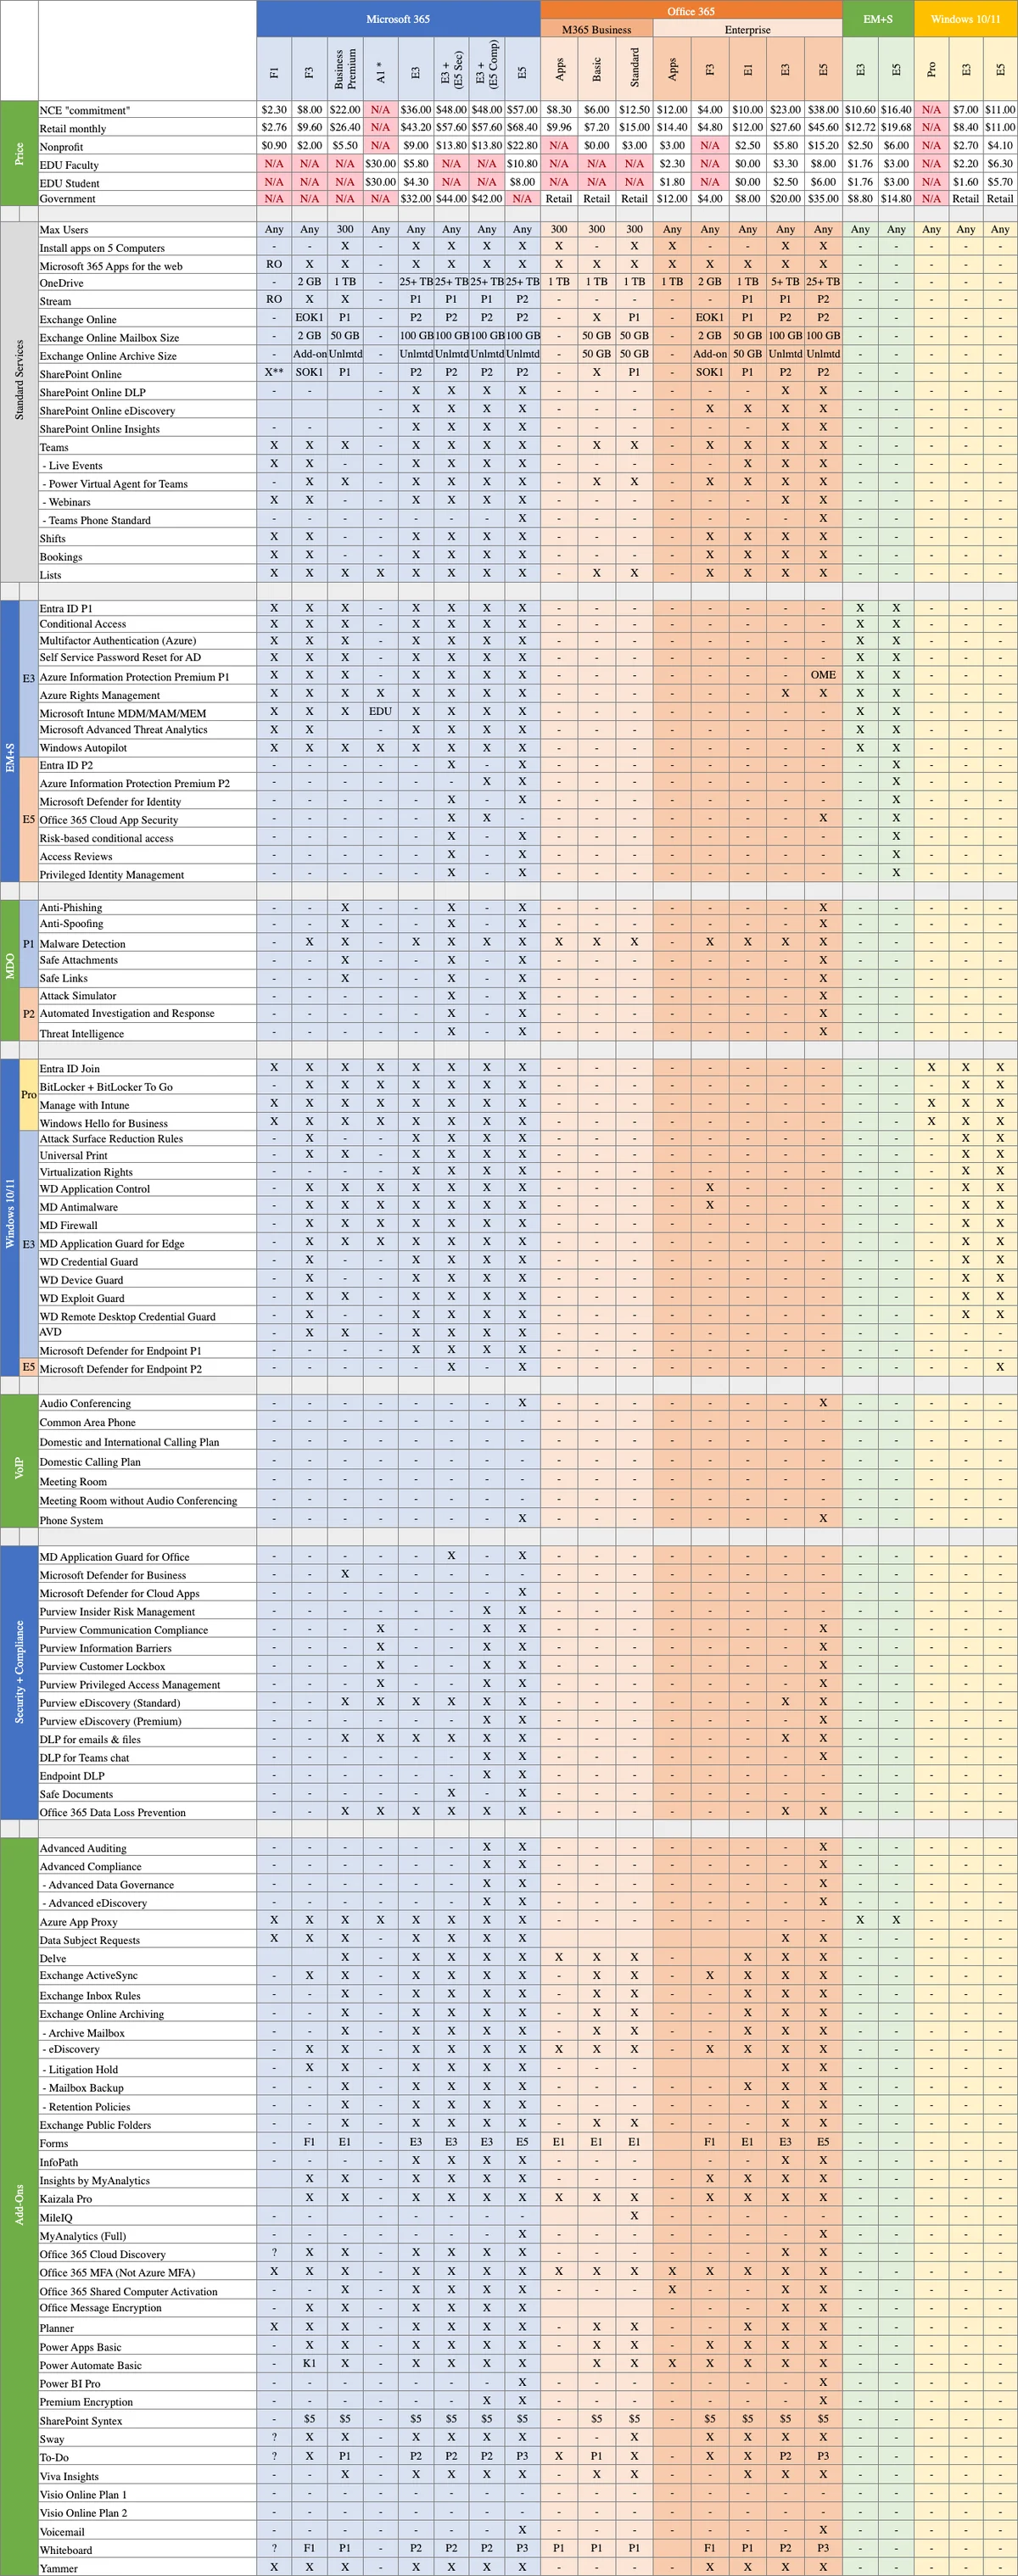 Microsoft 365 Office 365 EM+S Windows 10/11
M365 Business Enterprise
F1 F3 Business Premium A1 * E3 E3 + (E5 Sec) E3 + (E5 Comp) E5 Apps Basic Standard Apps F3 E1 E3 E5 E3 E5 Pro E3 E5
Price
NCE "commitment" $2.30 $8.00 $22.00 N/A $36.00 $48.00 $48.00 $57.00 $8.30 $6.00 $12.50 $12.00 $4.00 $10.00 $23.00 $38.00 $10.60 $16.40 N/A $7.00 $11.00
Retail monthly $2.76 $9.60 $26.40 N/A $43.20 $57.60 $57.60 $68.40 $9.96 $7.20 $15.00 $14.40 $4.80 $12.00 $27.60 $45.60 $12.72 $19.68 N/A $8.40 $11.00
Nonprofit $0.90 $2.00 $5.50 N/A $9.00 $13.80 $13.80 $22.80 N/A $0.00 $3.00 $3.00 N/A $2.50 $5.80 $15.20 $2.50 $6.00 N/A $2.70 $4.10
EDU Faculty N/A N/A N/A $30.00 $5.80 N/A N/A $10.80 N/A N/A N/A $2.30 N/A $0.00 $3.30 $8.00 $1.76 $3.00 N/A $2.20 $6.30
EDU Student N/A N/A N/A $30.00 $4.30 N/A N/A $8.00 N/A N/A N/A $1.80 N/A $0.00 $2.50 $6.00 $1.76 $3.00 N/A $1.60 $5.70
Government N/A N/A N/A N/A $32.00 $44.00 $42.00 N/A Retail Retail Retail $12.00 $4.00 $8.00 $20.00 $35.00 $8.80 $14.80 N/A Retail Retail
Standard Services
Max Users Any Any 300 Any Any Any Any Any 300 300 300 Any Any Any Any Any Any Any Any Any Any
Install apps on 5 Computers - - X - X X X X X - X X - - X X - - - - -
Microsoft 365 Apps for the web RO X X - X X X X X X X X X X X X - - - - -
OneDrive - 2 GB 1 TB - 25+ TB 25+ TB 25+ TB 25+ TB 1 TB 1 TB 1 TB 1 TB 2 GB 1 TB 5+ TB 25+ TB - - - - -
Stream RO X X - P1 P1 P1 P2 - - - - - P1 P1 P2 - - - - -
Exchange Online - EOK1 P1 - P2 P2 P2 P2 - X P1 - EOK1 P1 P2 P2 - - - - -
Exchange Online Mailbox Size - 2 GB 50 GB - 100 GB 100 GB 100 GB 100 GB - 50 GB 50 GB - 2 GB 50 GB 100 GB 100 GB - - - - -
Exchange Online Archive Size - Add-on Unlmtd - Unlmtd Unlmtd Unlmtd Unlmtd - 50 GB 50 GB - Add-on 50 GB Unlmtd Unlmtd - - - - -
SharePoint Online X** SOK1 P1 - P2 P2 P2 P2 - X P1 - SOK1 P1 P2 P2 - - - - -
SharePoint Online DLP - - - X X X X - - - - - - X X - - - - -
SharePoint Online eDiscovery - X X X X - - - - X X X X - - - - -
SharePoint Online Insights - - - X X X X - - - - - - X X - - - - -
Teams X X X - X X X X - X X - X X X X - - - - -
- Live Events X X - - X X X X - - - - - X X X - - - - -
- Power Virtual Agent for Teams - X X - X X X X - X X - X X X X - - - - -
- Webinars X X - - X X X X - - - - - - X X - - - - -
- Teams Phone Standard - - - - - - - X - - - - - - - X - - - - -
Shifts X X - - X X X X - - - - X X X X - - - - -
Bookings X X - - X X X X - - - - X X X X - - - - -
Lists X X X X X X X X - X X - X X X X - - - - -
EM+S
E3
Entra ID P1 X X X - X X X X - - - - - - - - X X - - -
Conditional Access X X X - X X X X - - - - - - - - X X - - -
Multifactor Authentication (Azure) X X X - X X X X - - - - - - - - X X - - -
Self Service Password Reset for AD X X X - X X X X - - - - - - - - X X - - -
Azure Information Protection Premium P1 X X X - X X X X - - - - - - - OME X X - - -
Azure Rights Management X X X X X X X X - - - - - - X X X X - - -
Microsoft Intune MDM/MAM/MEM X X X EDU X X X X - - - - - - - - X X - - -
Microsoft Advanced Threat Analytics X X - X X X X - - - - - - - - X X - - -
Windows Autopilot X X X X X X X X - - - - - - - - X X - - -
E5
Entra ID P2 - - - - - X - X - - - - - - - - - X - - -
Azure Information Protection Premium P2 - - - - - - X X - - - - - - - - - X - - -
Microsoft Defender for Identity - - - - - X - X - - - - - - - - - X - - -
Office 365 Cloud App Security - - - - - X X - - - - - - - - X - X - - -
Risk-based conditional access - - - - - X - X - - - - - - - - - X - - -
Access Reviews - - - - - X - X - - - - - - - - - X - - -
Privileged Identity Management - - - - - X - X - - - - - - - - - X - - -
MDO
P1
Anti-Phishing - - X - - X - X - - - - - - - X - - - - -
Anti-Spoofing - - X - - X - X - - - - - - - X - - - - -
Malware Detection - X X - X X X X X X X - X X X X - - - - -
Safe Attachments - - X - - X - X - - - - - - - X - - - - -
Safe Links - - X - - X - X - - - - - - - X - - - - -
P2
Attack Simulator - - - - - X - X - - - - - - - X - - - - -
Automated Investigation and Response - - - - - X - X - - - - - - - X - - - - -
Threat Intelligence - - - - - X - X - - - - - - - X - - - - -
Windows 10/11
Pro
Entra ID Join X X X X X X X X - - - - - - - - - - X X X
BitLocker + BitLocker To Go - X X X X X X X - - - - - - - - - - - X X
Manage with Intune X X X X X X X X - - - - - - - - - - X X X
Windows Hello for Business X X X X X X X X - - - - - - - - - - X X X
E3
Attack Surface Reduction Rules - X - - X X X X - - - - - - - - - - - X X
Universal Print - X X - X X X X - - - - - - - - - - - X X
Virtualization Rights - - - - X X X X - - - - - - - - - - - X X
WD Application Control - X X X X X X X - - - - X - - - - - - X X
MD Antimalware - X X X X X X X - - - - X - - - - - - X X
MD Firewall - X X X X X X X - - - - - - - - - - - X X
MD Application Guard for Edge - X X X X X X X - - - - - - - - - - - X X
WD Credential Guard - X - - X X X X - - - - - - - - - - - X X
WD Device Guard - X - - X X X X - - - - - - - - - - - X X
WD Exploit Guard - X X - X X X X - - - - - - - - - - - X X
WD Remote Desktop Credential Guard - X - - X X X X - - - - - - - - - - - X X
AVD - X X - X X X X - - - - - - - - - - - - -
Microsoft Defender for Endpoint P1 - - - - X X X X - - - - - - - - - - - - -
E5
Microsoft Defender for Endpoint P2 - - - - - X - X - - - - - - - - - - - - X
VoIP
Audio Conferencing - - - - - - - X - - - - - - - X - - - - -
Common Area Phone - - - - - - - - - - - - - - - - - - - - -
Domestic and International Calling Plan - - - - - - - - - - - - - - - - - - - - -
Domestic Calling Plan - - - - - - - - - - - - - - - - - - - - -
Meeting Room - - - - - - - - - - - - - - - - - - - - -
Meeting Room without Audio Conferencing - - - - - - - - - - - - - - - - - - - - -
Phone System - - - - - - - X - - - - - - - X - - - - -
Security + Compliance
MD Application Guard for Office - - - - - X - X - - - - - - - - - - - - -
Microsoft Defender for Business - - X - - - - - - - - - - - - - - - - - -
Microsoft Defender for Cloud Apps - - - - - - - X - - - - - - - - - - - - -
Purview Insider Risk Management - - - - - - X X - - - - - - - - - - - - -
Purview Communication Compliance - - - X - - X X - - - - - - - X - - - - -
Purview Information Barriers - - - X - - X X - - - - - - - X - - - - -
Purview Customer Lockbox - - - X - - X X - - - - - - - X - - - - -
Purview Privileged Access Management - - - X - - X X - - - - - - - X - - - - -
Purview eDiscovery (Standard) - - X X X X X X - - - - - - X X - - - - -
Purview eDiscovery (Premium) - - - - - - X X - - - - - - - X - - - - -
DLP for emails & files - - X X X X X X - - - - - - X X - - - - -
DLP for Teams chat - - - - - - X X - - - - - - - X - - - - -
Endpoint DLP - - - - - - X X - - - - - - - - - - - - -
Safe Documents - - - - - X - X - - - - - - - - - - - - -
Office 365 Data Loss Prevention - - X X X X X X - - - - - - X X - - - - -
Add-Ons
Advanced Auditing - - - - - - X X - - - - - - - X - - - - -
Advanced Compliance - - - - - - X X - - - - - - - X - - - - -
- Advanced Data Governance - - - - - - X X - - - - - - - X - - - - -
- Advanced eDiscovery - - - - - - X X - - - - - - - X - - - - -
Azure App Proxy X X X X X X X X - - - - - - - - X X - - -
Data Subject Requests X X X - X X X X X X - - - - -
Delve X - X X X X X X X - X X X - - - - -
Exchange ActiveSync - X X - X X X X - X X - X X X X - - - - -
Exchange Inbox Rules - - X - X X X X - X X - - X X X - - - - -
Exchange Online Archiving - - X - X X X X - X X - - X X X - - - - -
- Archive Mailbox - - X - X X X X - X X - - X X X - - - - -
- eDiscovery - X X - X X X X X X X - X X X X - - - - -
- Litigation Hold - X X - X X X X - - - - - - X X - - - - -
- Mailbox Backup - - X - X X X X - - - - - X X X - - - - -
- Retention Policies - - X - X X X X - - - - - - X X - - - - -
Exchange Public Folders - - X - X X X X - X X - - - X X - - - - -
Forms - F1 E1 - E3 E3 E3 E5 E1 E1 E1 F1 E1 E3 E5 - - - - -
InfoPath - - - - X X X X - - - - - - X X - - - - -
Insights by MyAnalytics X X - X X X X - - - - X X X X - - - - -
Kaizala Pro X X - X X X X X X X - X X X X - - - - -
MileIQ - - - - - - - - X - - - - - - - - - -
MyAnalytics (Full) - - - - - - - X - - - - - - - X - - - - -
Office 365 Cloud Discovery ? X X - X X X X - - - - - - X X - - - - -
Office 365 MFA (Not Azure MFA) X X X - X X X X X X X X X X X X - - - - -
Office 365 Shared Computer Activation - - X - X X X X - - - X - - X X - - - - -
Office Message Encryption - X X - X X X X X X - - - - -
Planner X X X - X X X X - X X - - X X X - - - - -
Power Apps Basic - X X - X X X X X X - X X X X - - - - -
Power Automate Basic - K1 X - X X X X X X X X X X X - - - - -
Power BI Pro - - - - - - - X - - - - - - - X - - - - -
Premium Encryption - - - - - - X X - - - - - - - X - - - - -
SharePoint Syntex - $5 $5 - $5 $5 $5 $5 - $5 $5 - $5 $5 $5 $5 - - - - -
Sway ? X X - X X X X - - X - X X X X - - - - -
To-Do ? X P1 - P2 P2 P2 P3 X P1 X - X X P2 P3 - - - - -
Viva Insights - - X - X X X X - X X - - X X X - - - - -
Visio Online Plan 1 - - - - - - - - - - - - - - - - - - - - -
Visio Online Plan 2 - - - - - - - - - - - - - - - - - - - - -
Voicemail - - - - - - - X - - - - - - - X - - - - -
Whiteboard ? F1 P1 - P2 P2 P2 P3 P1 P1 P1 F1 P1 P2 P3 - - - - -
Yammer X X X - X X X X - - - - X X X X - - - - -